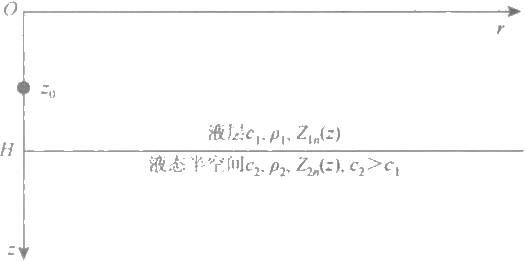 O
r
z₀
液层c₁, ρ₁, Z₁ₙ(z)
H
液态半空间c₂, ρ₂, Z₂ₙ(z), c₂>c₁
z